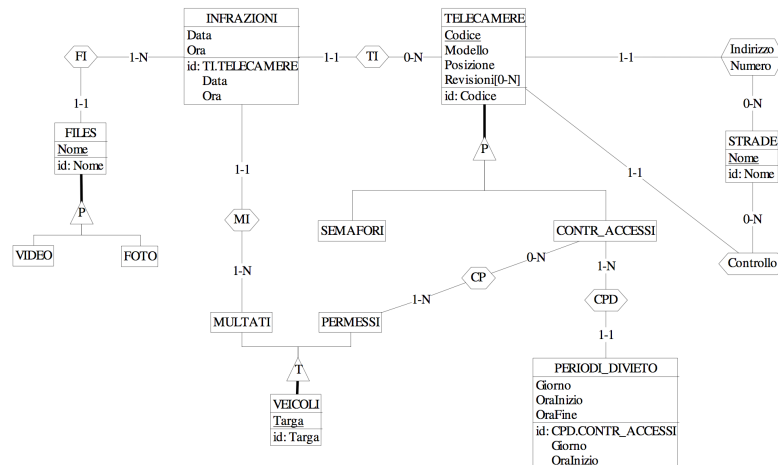 INFRAZIONI
Data
Ora
id: TI.TELECAMERE
Data
Ora
TELECAMERE
Codice
Modello
Posizione
Revisioni[0-N]
id: Codice
FI
1-N
1-1
TI
0-N
1-1
Indirizzo
Numero
1-1
FILES
Nome
id: Nome
P
VIDEO
FOTO
1-1
MI
1-N
P
SEMAFORI
CONTR_ACCESSI
1-1
0-N
STRADE
Nome
id: Nome
0-N
Controllo
0-N
CP
1-N
1-N
CPD
1-1
MULTATI
PERMESSI
T
VEICOLI
Targa
id: Targa
PERIODI_DIVIETO
Giorno
OraInizio
OraFine
id: CPD.CONTR_ACCESSI
Giorno
OraInizio